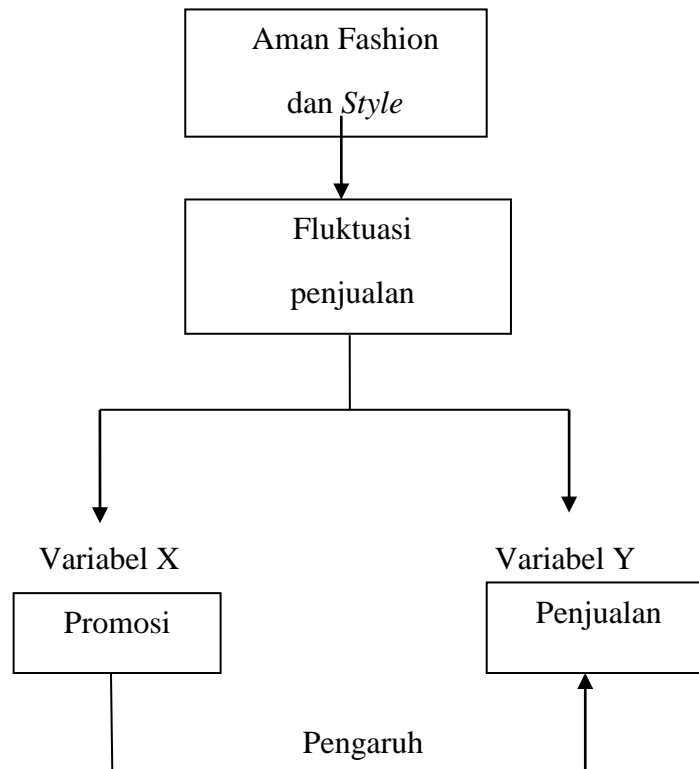 Aman Fashion
dan Style
Fluktuasi
penjualan
Variabel X
Variabel Y
Promosi
Penjualan
Pengaruh